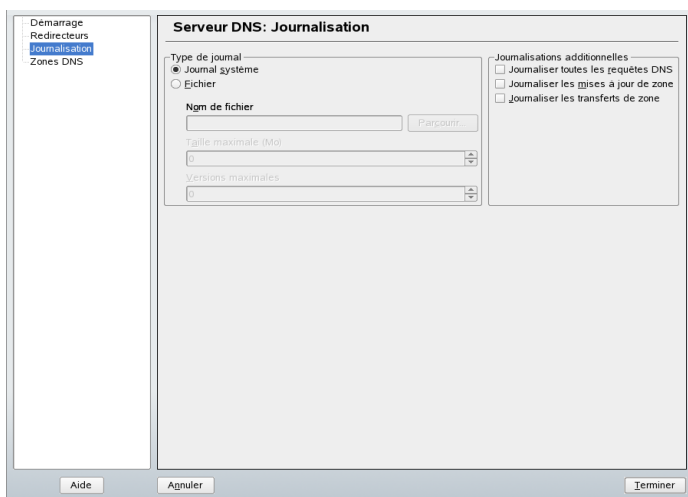 Démarrage
Redirecteurs
Journalisation
Zones DNS
Serveur DNS: Journalisation
Type de journal
Journal système
Fichier
Nom de fichier
Parcourir...
Taille maximale (Mo)
0
Versions maximales
0
Journalisations additionnelles
Journaliser toutes les requêtes DNS
Journaliser les mises à jour de zone
Journaliser les transferts de zone
Aide
Annuler
Terminer